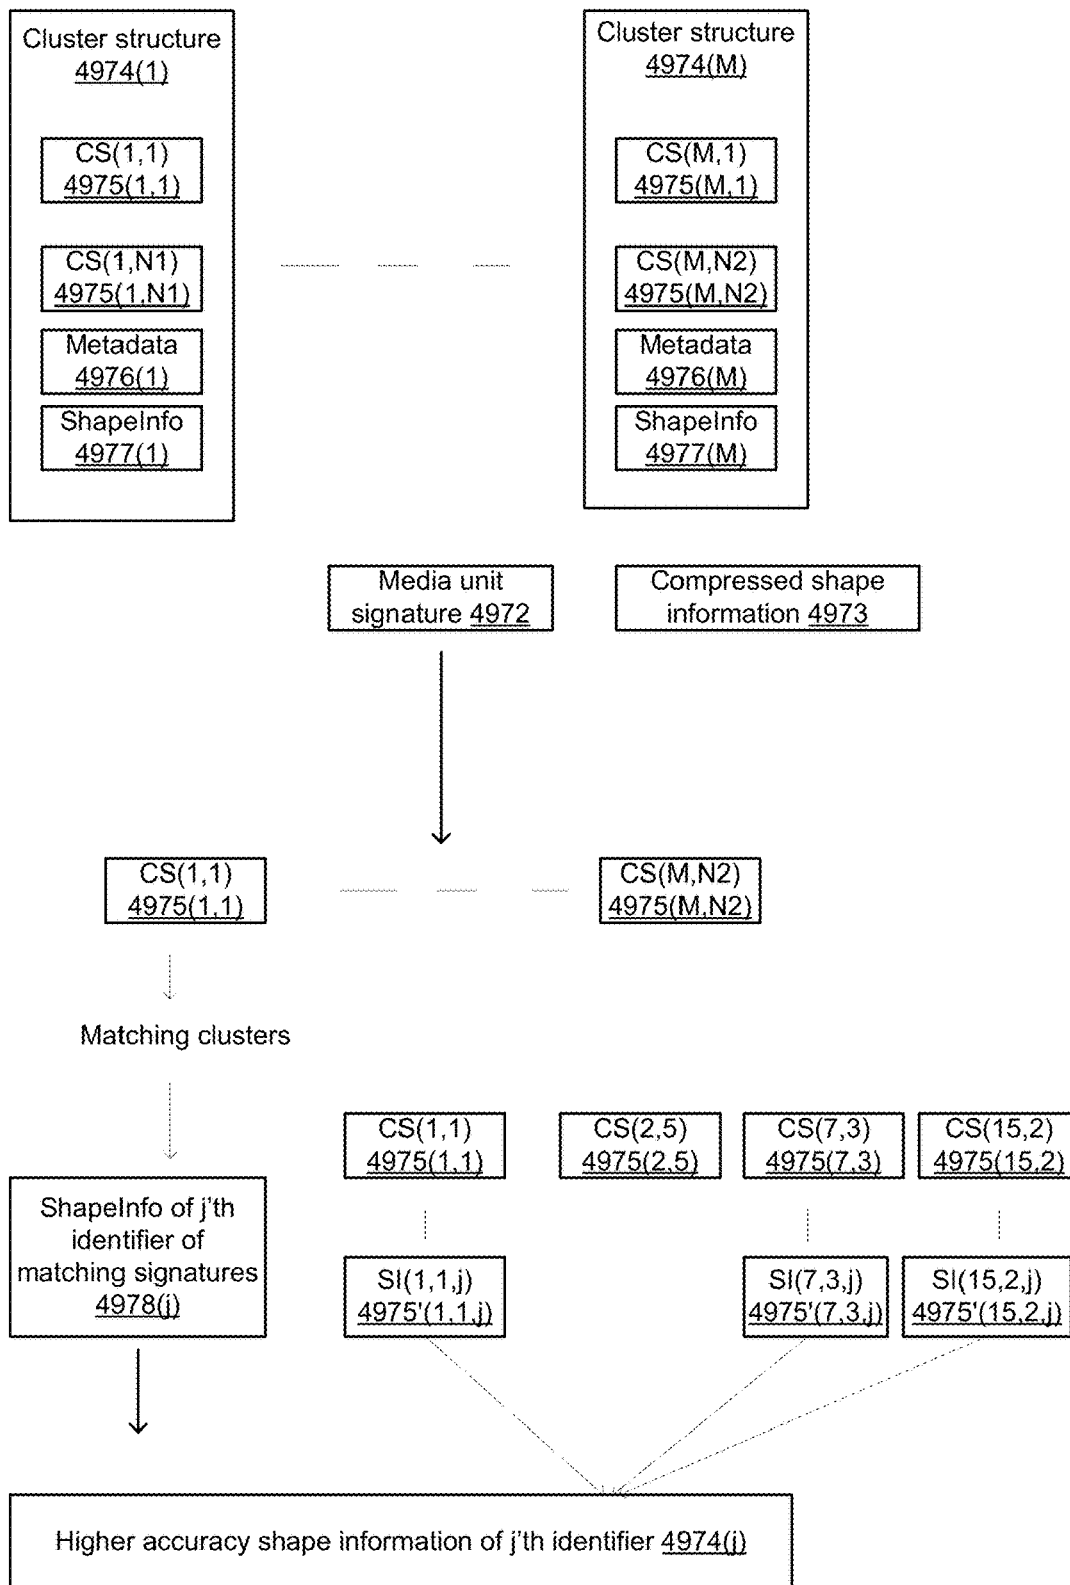 Cluster structure
4974(1)
CS(1,1)
4975(1,1)
CS(1,N1)
4975(1,N1)
Metadata
4976(1)
ShapeInfo
4977(1)
Cluster structure
4974(M)
CS(M,1)
4975(M,1)
CS(M,N2)
4975(M,N2)
Metadata
4976(M)
ShapeInfo
4977(M)
Media unit
signature 4972
Compressed shape
information 4973
CS(1,1)
4975(1,1)
CS(M,N2)
4975(M,N2)
Matching clusters
CS(1,1)
4975(1,1)
CS(2,5)
4975(2,5)
CS(7,3)
4975(7,3)
CS(15,2)
4975(15,2)
ShapeInfo of j'th
identifier of
matching signatures
4978(j)
SI(1,1,j)
4975'(1,1,j)
SI(7,3,j)
4975'(7,3,j)
SI(15,2,j)
4975'(15,2,j)
Higher accuracy shape information of j'th identifier 4974(j)